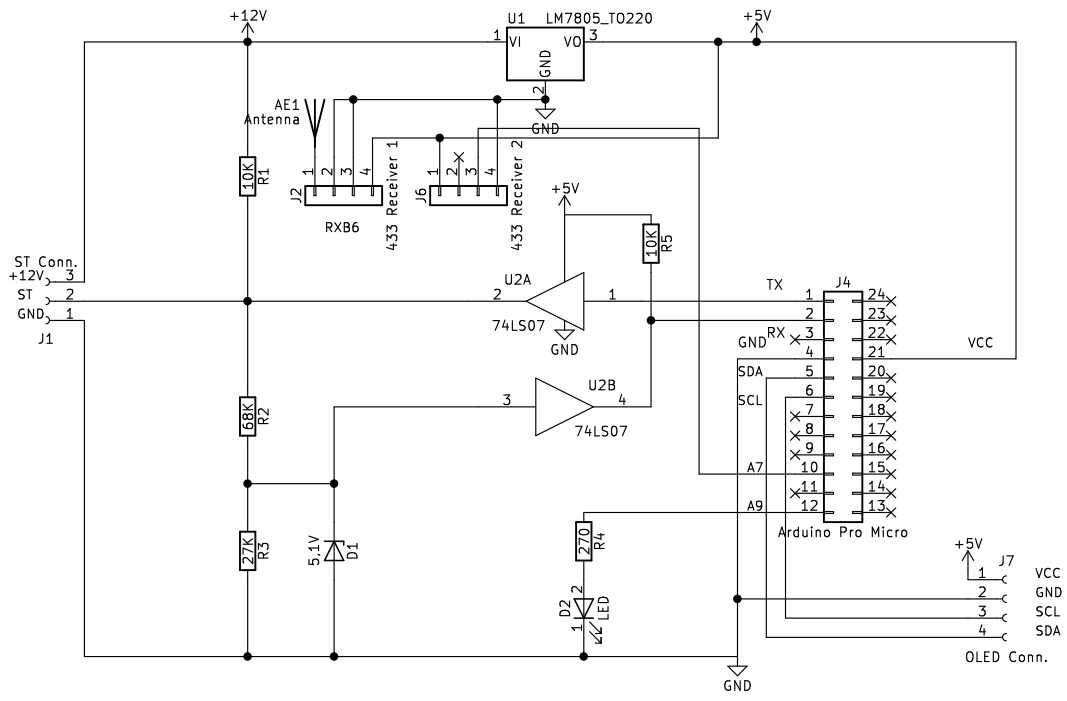 +12V
U1
LM7805_TO220
+5V
1
VI
VO
3
GND
2
GND
AE1
Antenna
1
2
3
4
J2
433 Receiver 1
RXB6
1
2
3
4
J6
433 Receiver 2
10K
R1
+5V
10K
R5
ST Conn.
+12V
3
ST
2
GND
1
J1
U2A
2
1
74LS07
GND
TX
J4
1
24
2
23
RX
3
22
GND
4
21
VCC
SDA
5
20
6
19
SCL
7
18
8
17
9
16
A7
10
15
11
14
A9
12
13
Arduino Pro Micro
U2B
3
4
74LS07
68K
R2
27K
R3
5,1V
D1
270
R4
2
D2
LED
1
+5V
J7
1
VCC
2
GND
3
SCL
4
SDA
OLED Conn.
GND